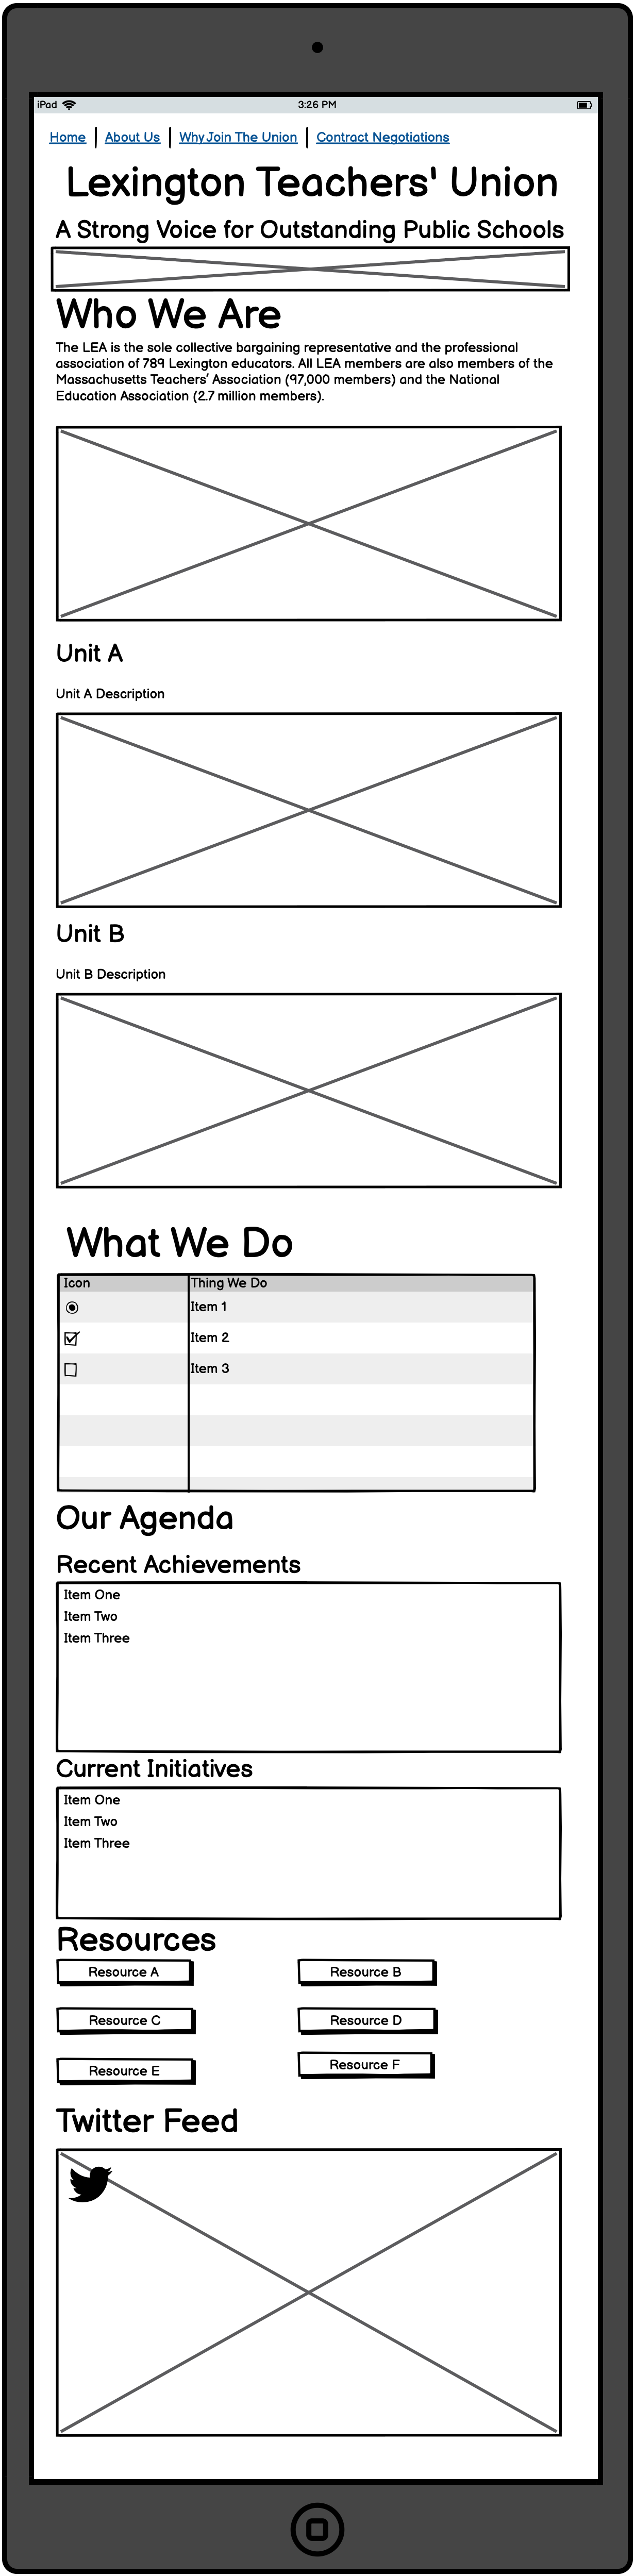 iPad 3:26 PM
Home About Us Why Join The Union Contract Negotiations
Lexington Teachers' Union
A Strong Voice for Outstanding Public Schools
Who We Are
The LEA is the sole collective bargaining representative and the professional
association of 789 Lexington educators. All LEA members are also members of the
Massachusetts Teachers' Association (97,000 members) and the National
Education Association (2.7 million members).
Unit A
Unit A Description
Unit B
Unit B Description
What We Do
Icon Thing We Do
Item 1
Item 2
Item 3
Our Agenda
Recent Achievements
Item One
Item Two
Item Three
Current Initiatives
Item One
Item Two
Item Three
Resources
Resource A Resource B
Resource C Resource D
Resource E Resource F
Twitter Feed